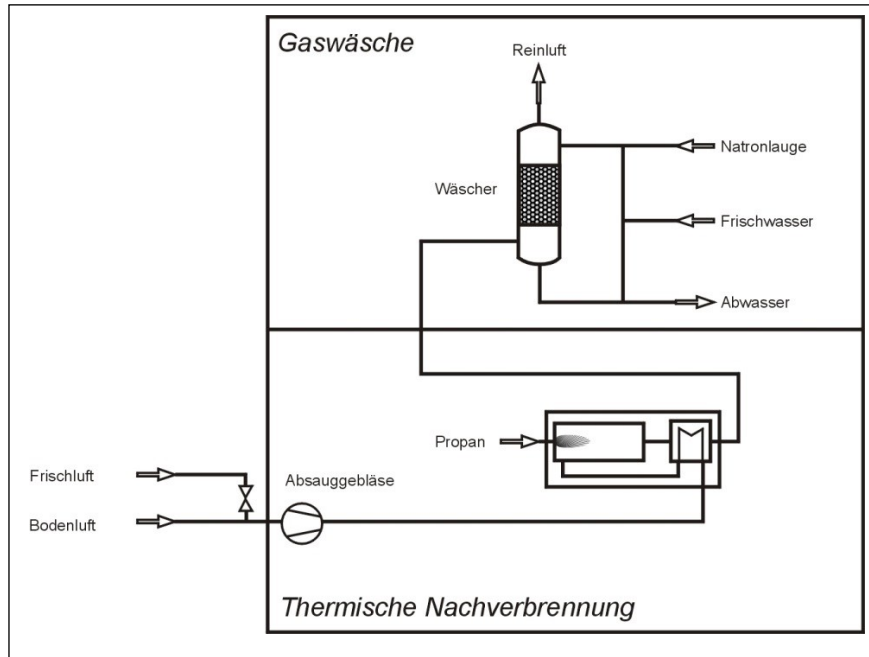 Gaswäsche
Reinluft
Natronlauge
Wäscher
Frischwasser
Abwasser
Propan
Frischluft
Absauggebläse
Bodenluft
Thermische Nachverbrennung